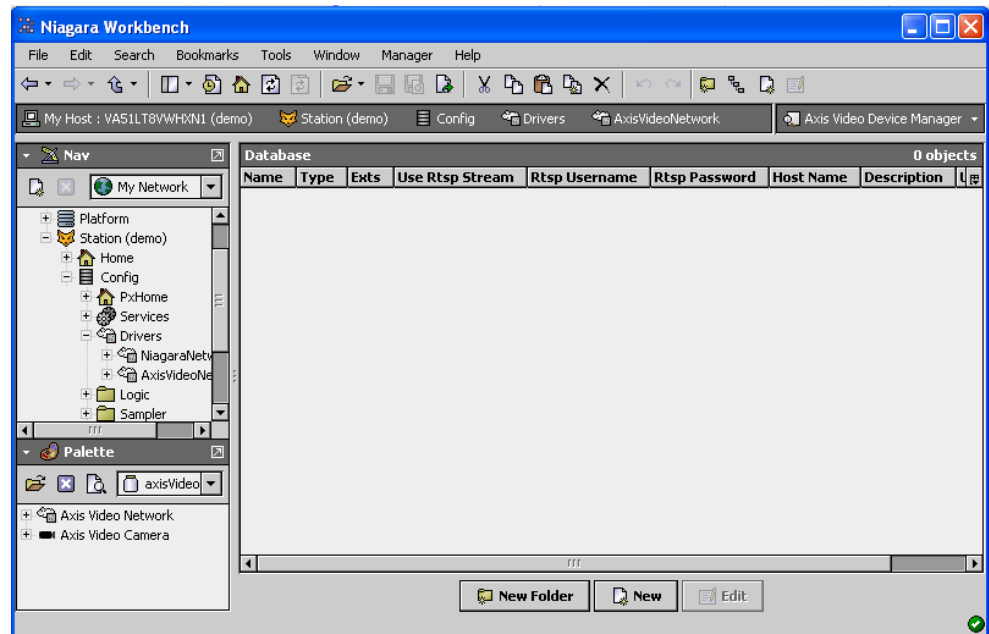 Niagara Workbench
File Edit Search Bookmarks Tools Window Manager Help
My Host : VA51LT8VWHXN1 (demo) Station (demo) Config Drivers AxisVideoNetwork Axis Video Device Manager
Nav
My Network
Platform
Station (demo)
Home
Config
PxHome
Services
Drivers
NiagaraNetw
AxisVideoNe
Logic
Sampler
Palette
axisVideo
Axis Video Network
Axis Video Camera
Database 0 objects
Name Type Exts Use Rtsp Stream Rtsp Username Rtsp Password Host Name Description
New Folder New Edit